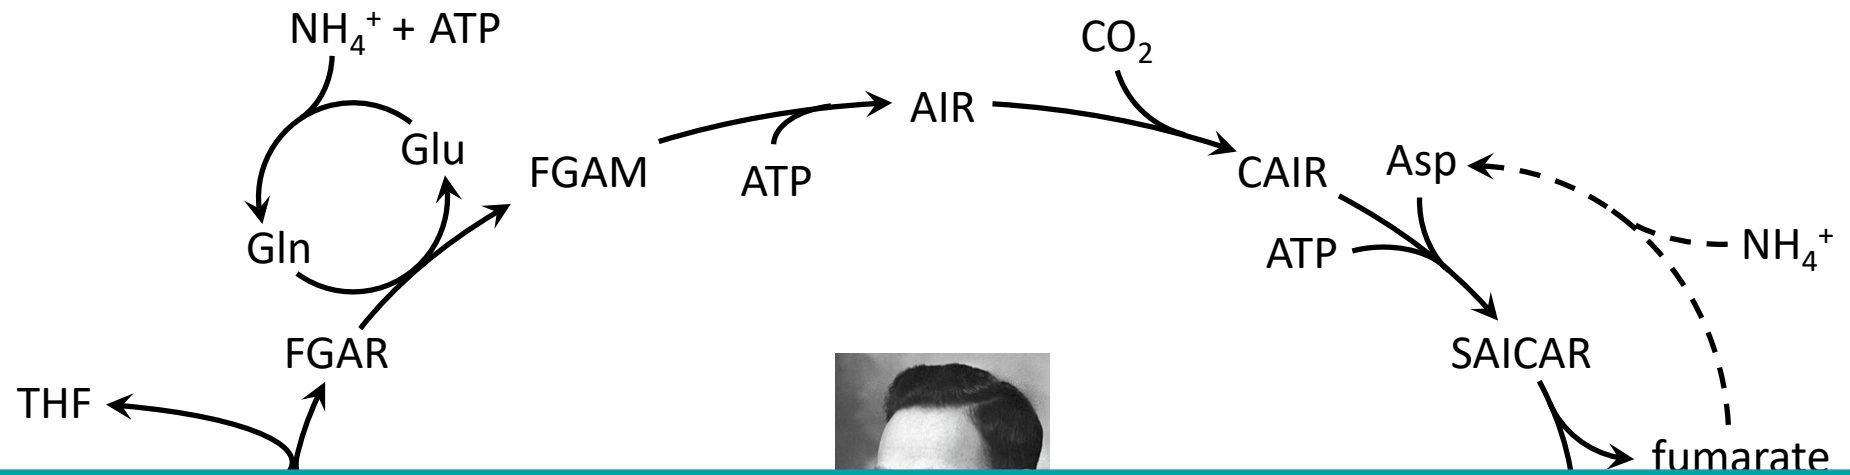 NH₄⁺ + ATP
CO₂
AIR
Glu
FGAM
ATP
CAIR
Asp
Gln
ATP
NH₄⁺
FGAR
SAICAR
THF
fumarate